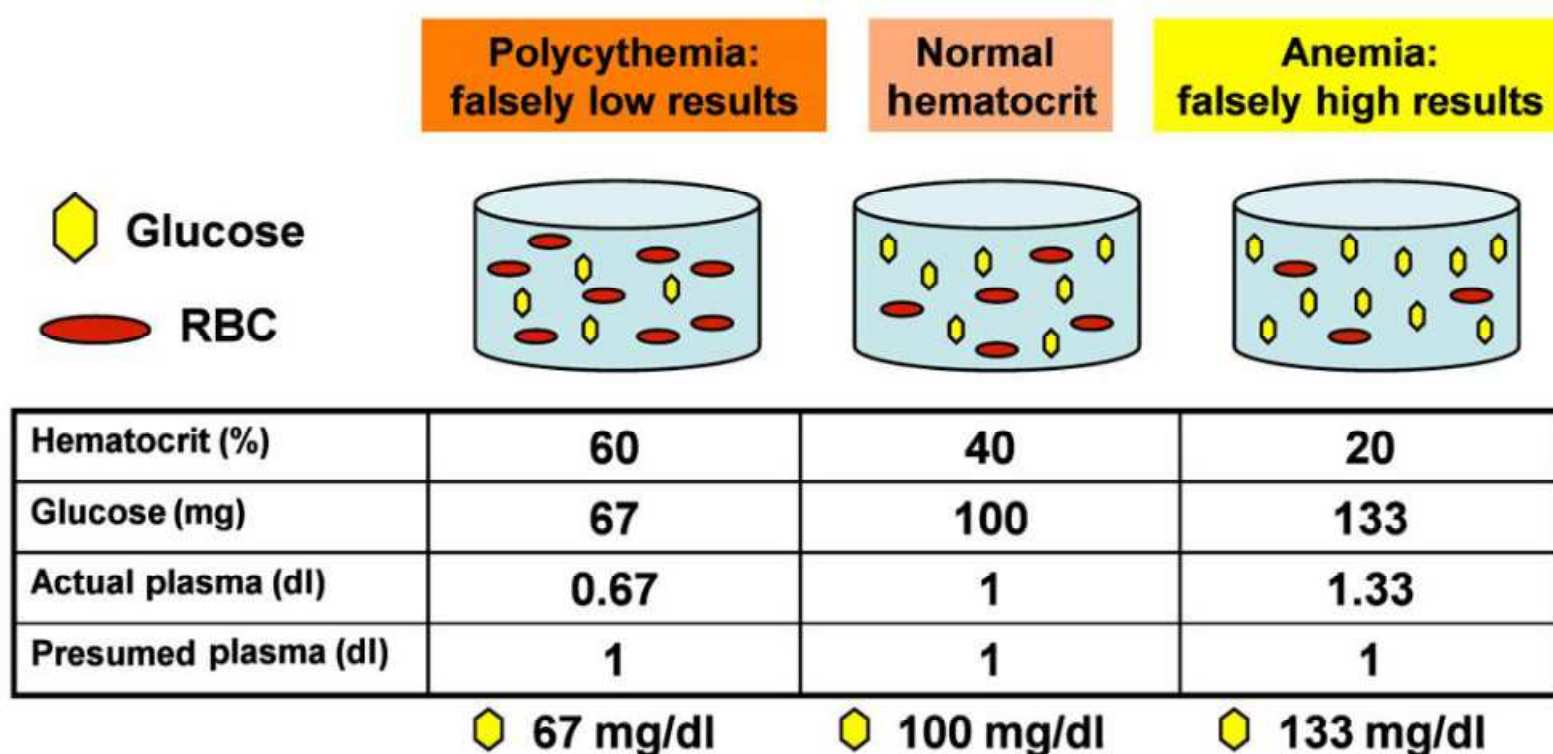 Polycythemia:
falsely low results
Normal
hematocrit
Anemia:
falsely high results
Glucose
RBC
Hematocrit (%) 60 40 20
Glucose (mg) 67 100 133
Actual plasma (dl) 0.67 1 1.33
Presumed plasma (dl) 1 1 1
67 mg/dl 100 mg/dl 133 mg/dl